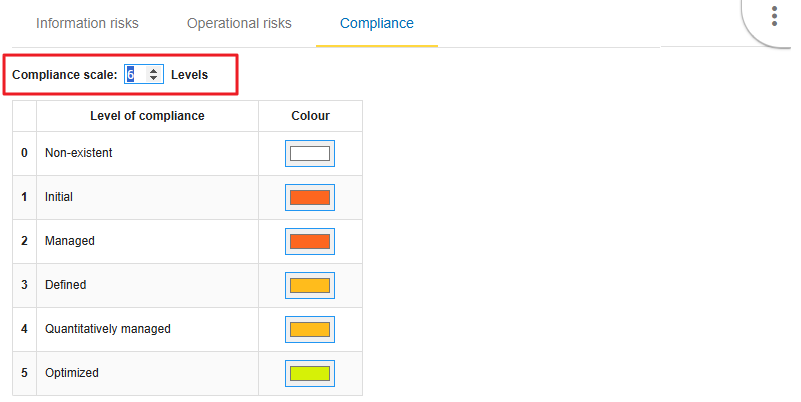 Information risks Operational risks Compliance
Compliance scale: 6 Levels
Level of compliance Colour
0 Non-existent
1 Initial
2 Managed
3 Defined
4 Quantitatively managed
5 Optimized